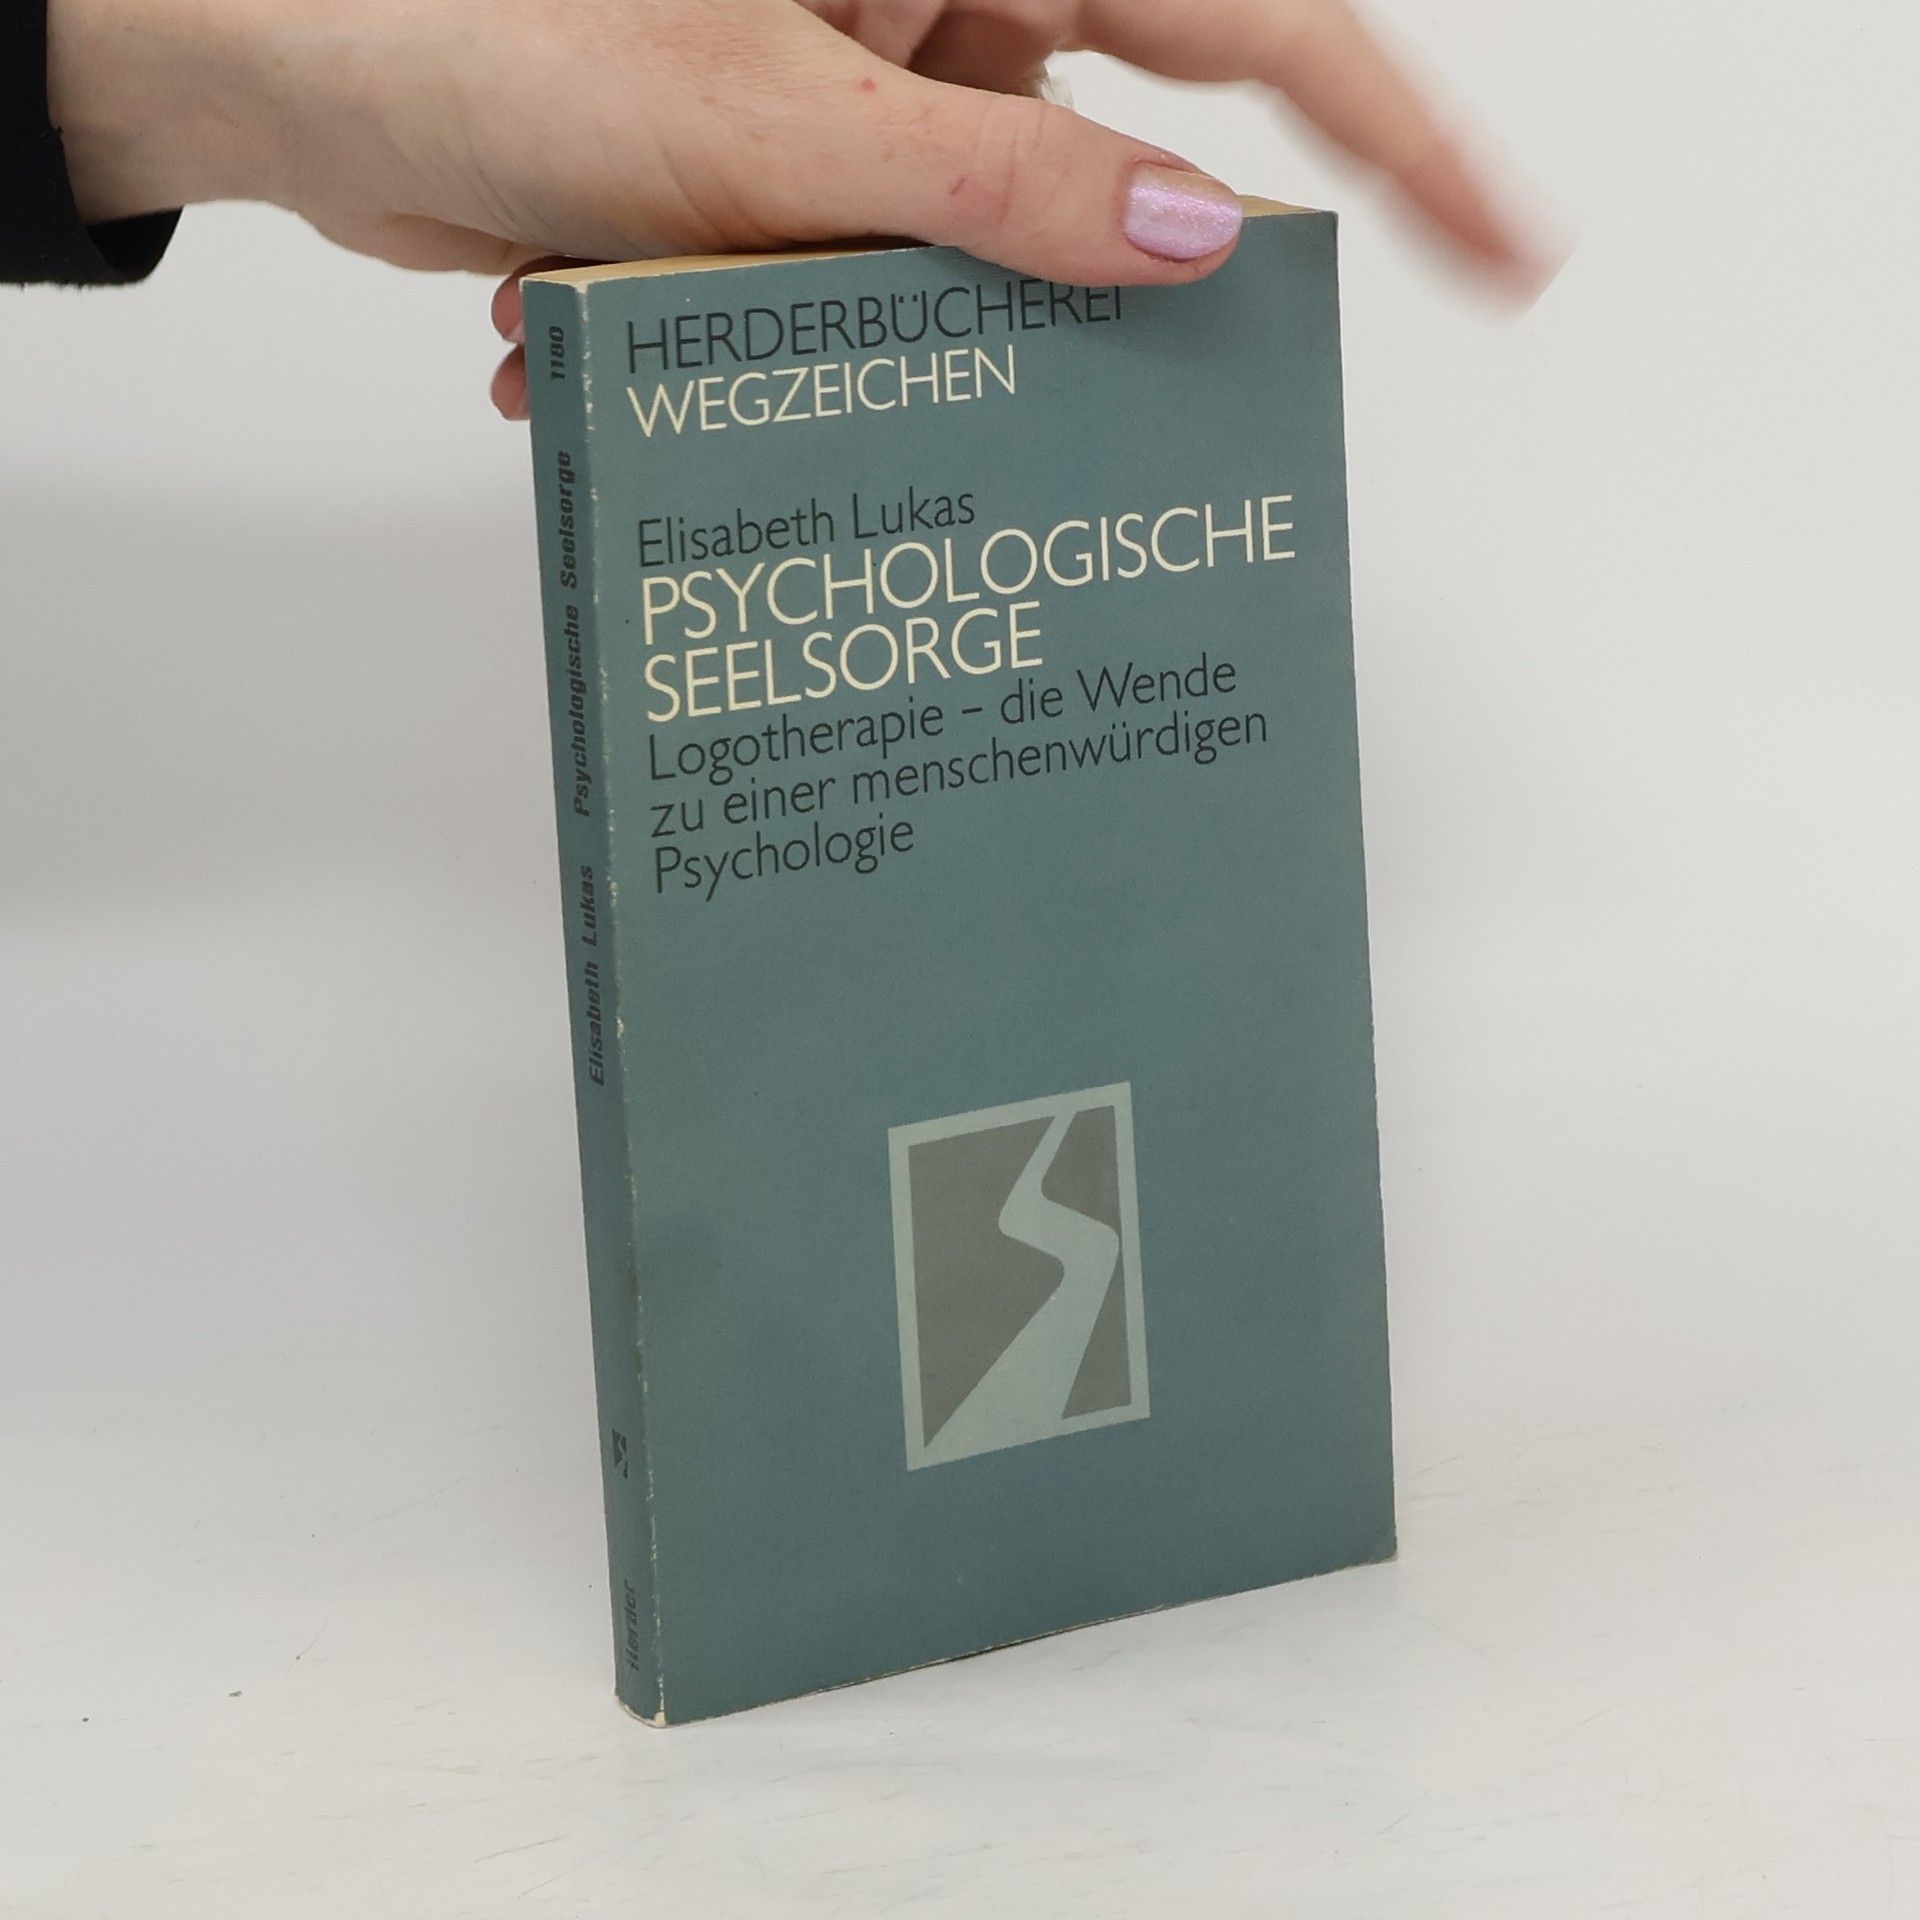 HERDERBÜCHEREI
WEGZEICHEN
Elisabeth Lukas
PSYCHOLOGISCHE
SEELSORGE
Logotherapie – die Wende
zu einer menschenwürdigen
Psychologie
Elisabeth Lukas Psychologische Seelsorge 1180
Herder